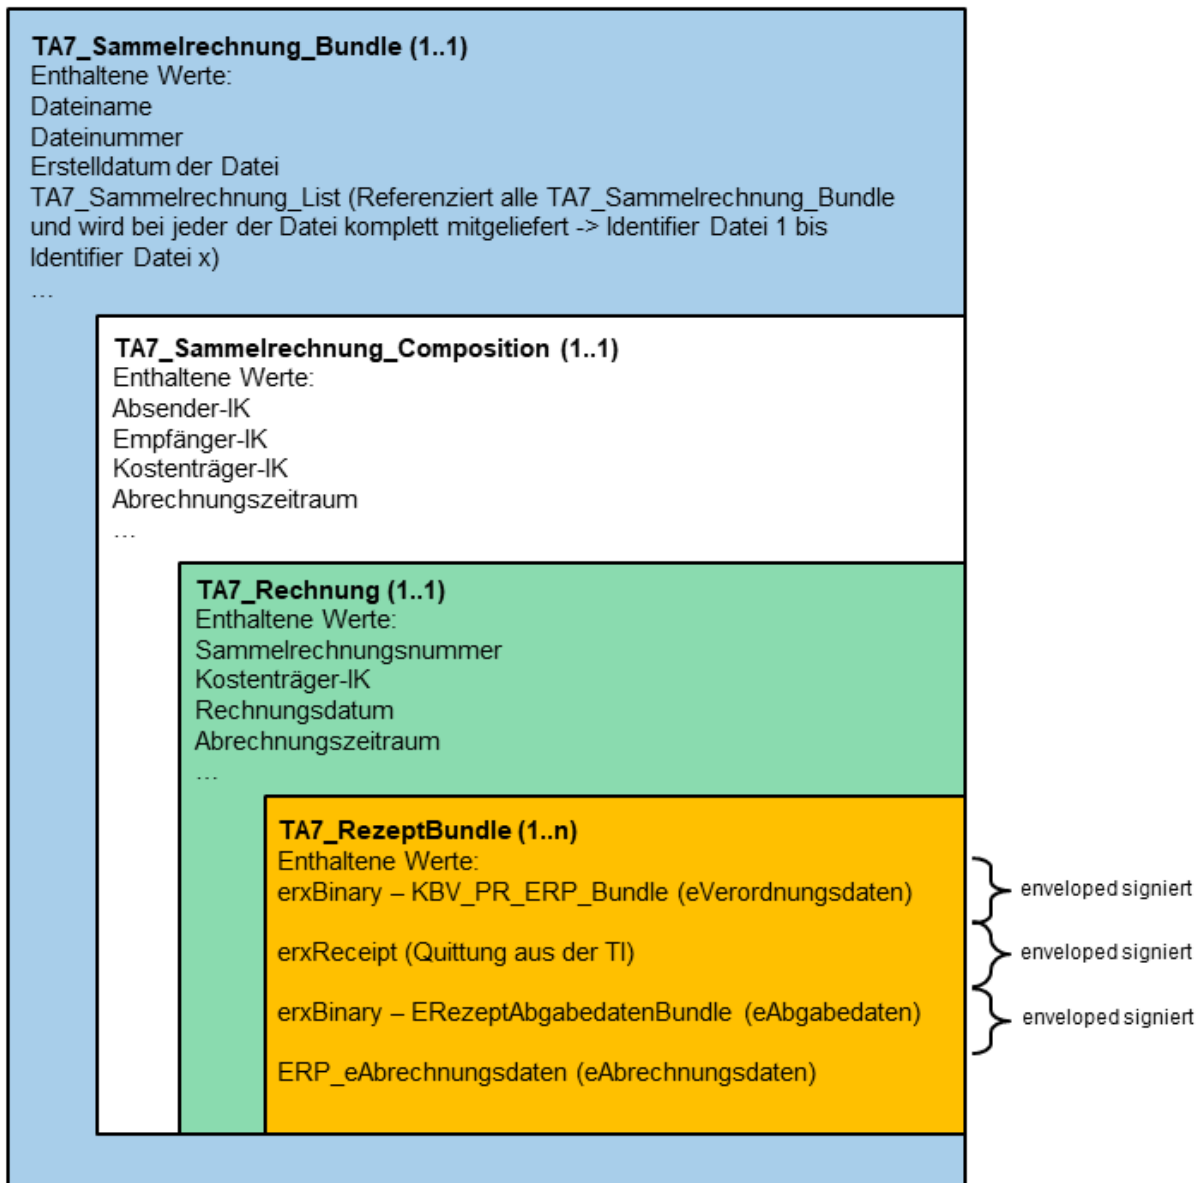 TA7_Sammelrechnung_Bundle (1..1)
Enthaltene Werte:
Dateiname
Dateinummer
Erstelldatum der Datei
TA7_Sammelrechnung_List (Referenziert alle TA7_Sammelrechnung_Bundle
und wird bei jeder der Datei komplett mitgeliefert -> Identifier Datei 1 bis
Identifier Datei x)
...
TA7_Sammelrechnung_Composition (1..1)
Enthaltene Werte:
Absender-IK
Empfänger-IK
Kostenträger-IK
Abrechnungszeitraum
...
TA7_Rechnung (1..1)
Enthaltene Werte:
Sammelrechnungsnummer
Kostenträger-IK
Rechnungsdatum
Abrechnungszeitraum
...
TA7_RezeptBundle (1..n)
Enthaltene Werte:
erxBinary – KBV_PR_ERP_Bundle (eVerordnungsdaten)
enveloped signiert
erxReceipt (Quittung aus der TI)
enveloped signiert
erxBinary – ERezeptAbgabedatenBundle (eAbgabedaten)
enveloped signiert
ERP_eAbrechnungsdaten (eAbrechnungsdaten)